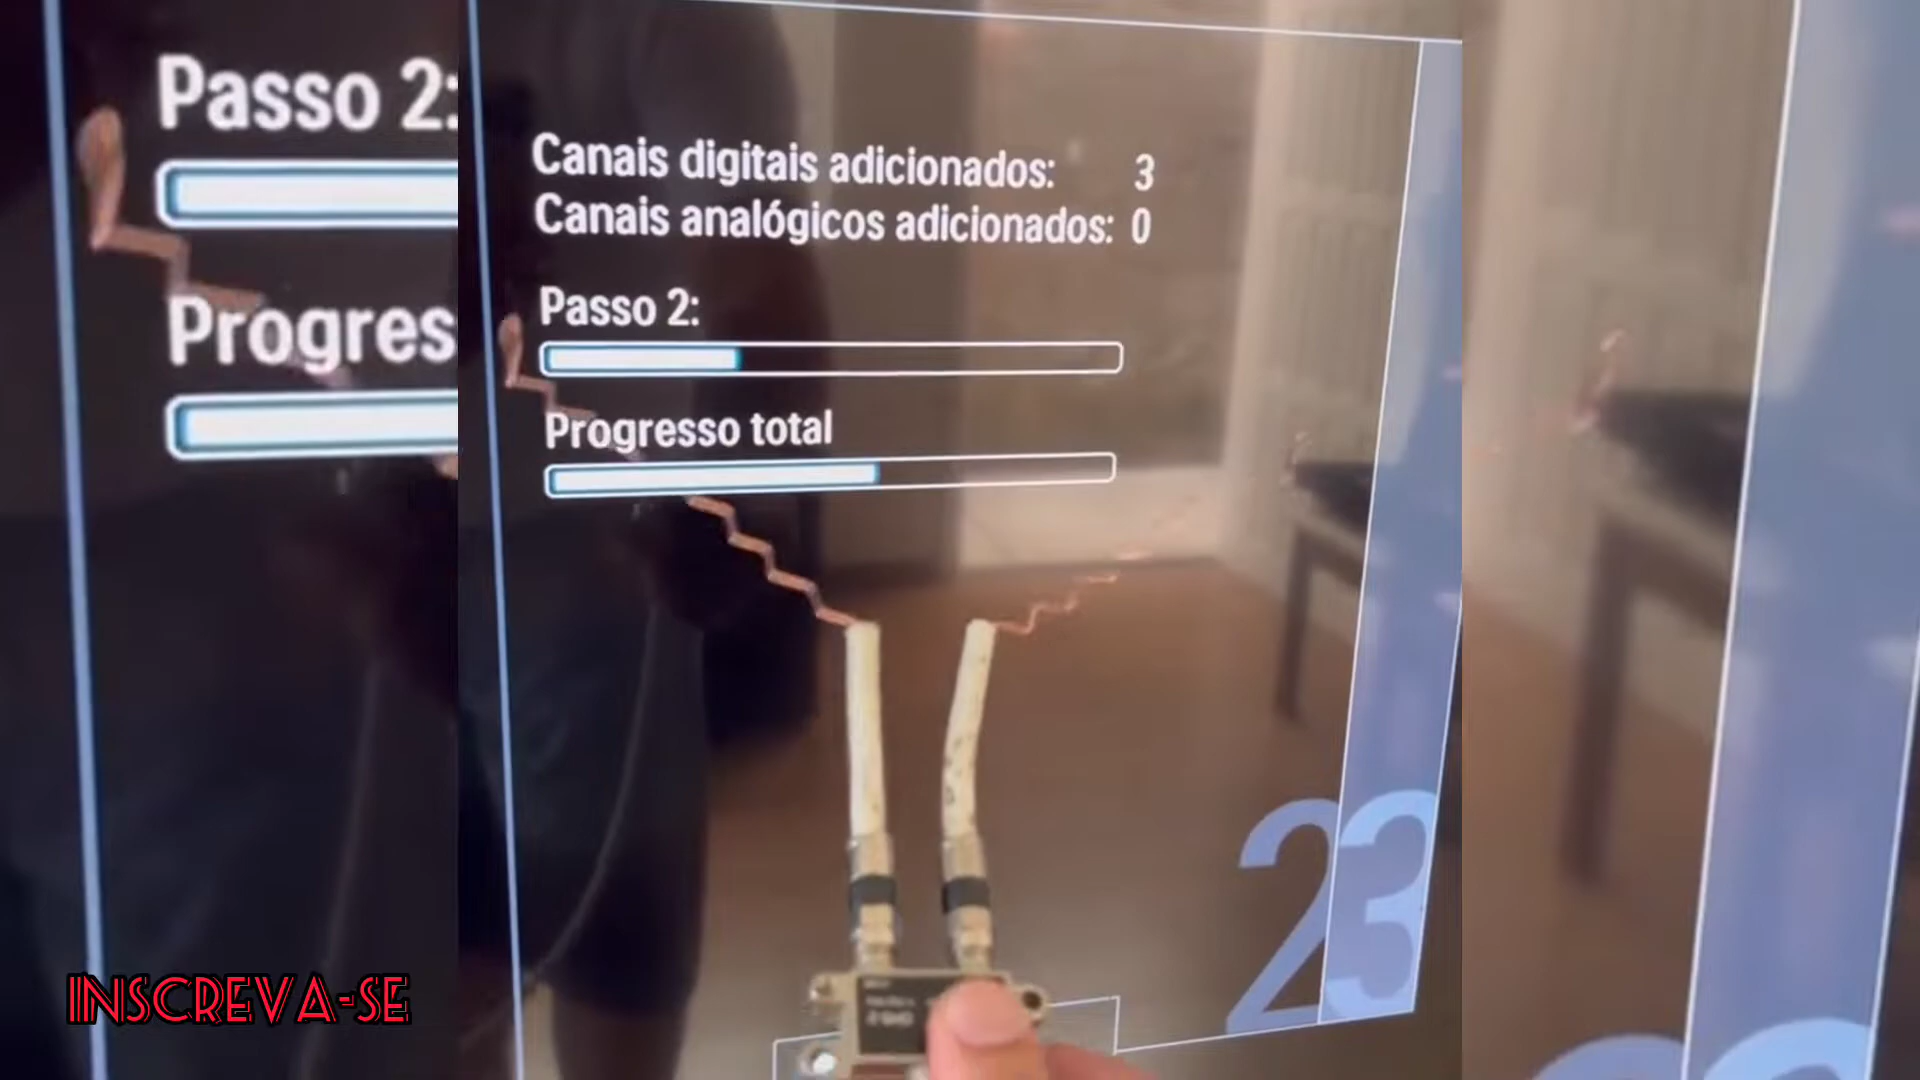 Passo 2:
Progres
Canais digitais adicionados: 3
Canais analógicos adicionados: 0
Passo 2:
Progresso total
23
INSCREVA-SE